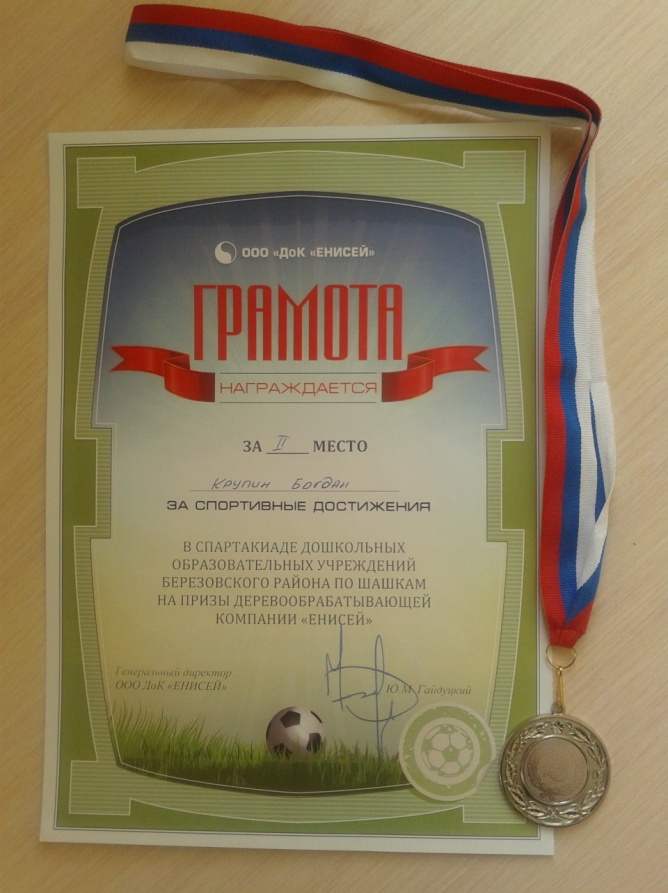 ООО «ДоК «ЕНИСЕЙ»
ГРАМОТА
НАГРАЖДАЕТСЯ
ЗА II МЕСТО
Крупин Богдан
ЗА СПОРТИВНЫЕ ДОСТИЖЕНИЯ
В СПАРТАКИАДЕ ДОШКОЛЬНЫХ
ОБРАЗОВАТЕЛЬНЫХ УЧРЕЖДЕНИЙ
БЕРЕЗОВСКОГО РАЙОНА ПО ШАШКАМ
НА ПРИЗЫ ДЕРЕВООБРАБАТЫВАЮЩЕЙ
КОМПАНИИ «ЕНИСЕЙ»
Генеральный директор
ООО ДоК «ЕНИСЕЙ»
Ю.М. Гайдуцкий